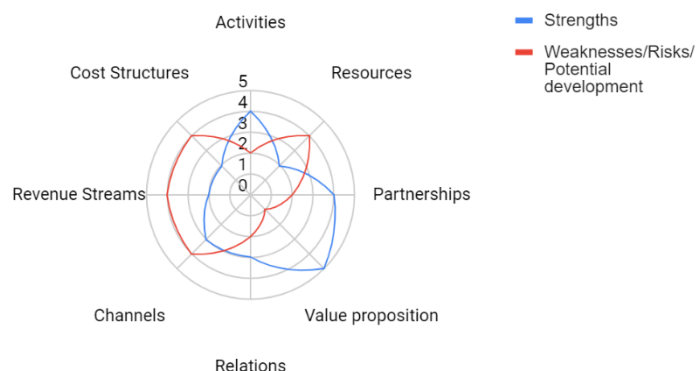 Activities
Strengths
Weaknesses/Risks/
Potential
development
Cost Structures
Resources
5
4
3
2
1
0
Revenue Streams
Partnerships
Channels
Value proposition
Relations